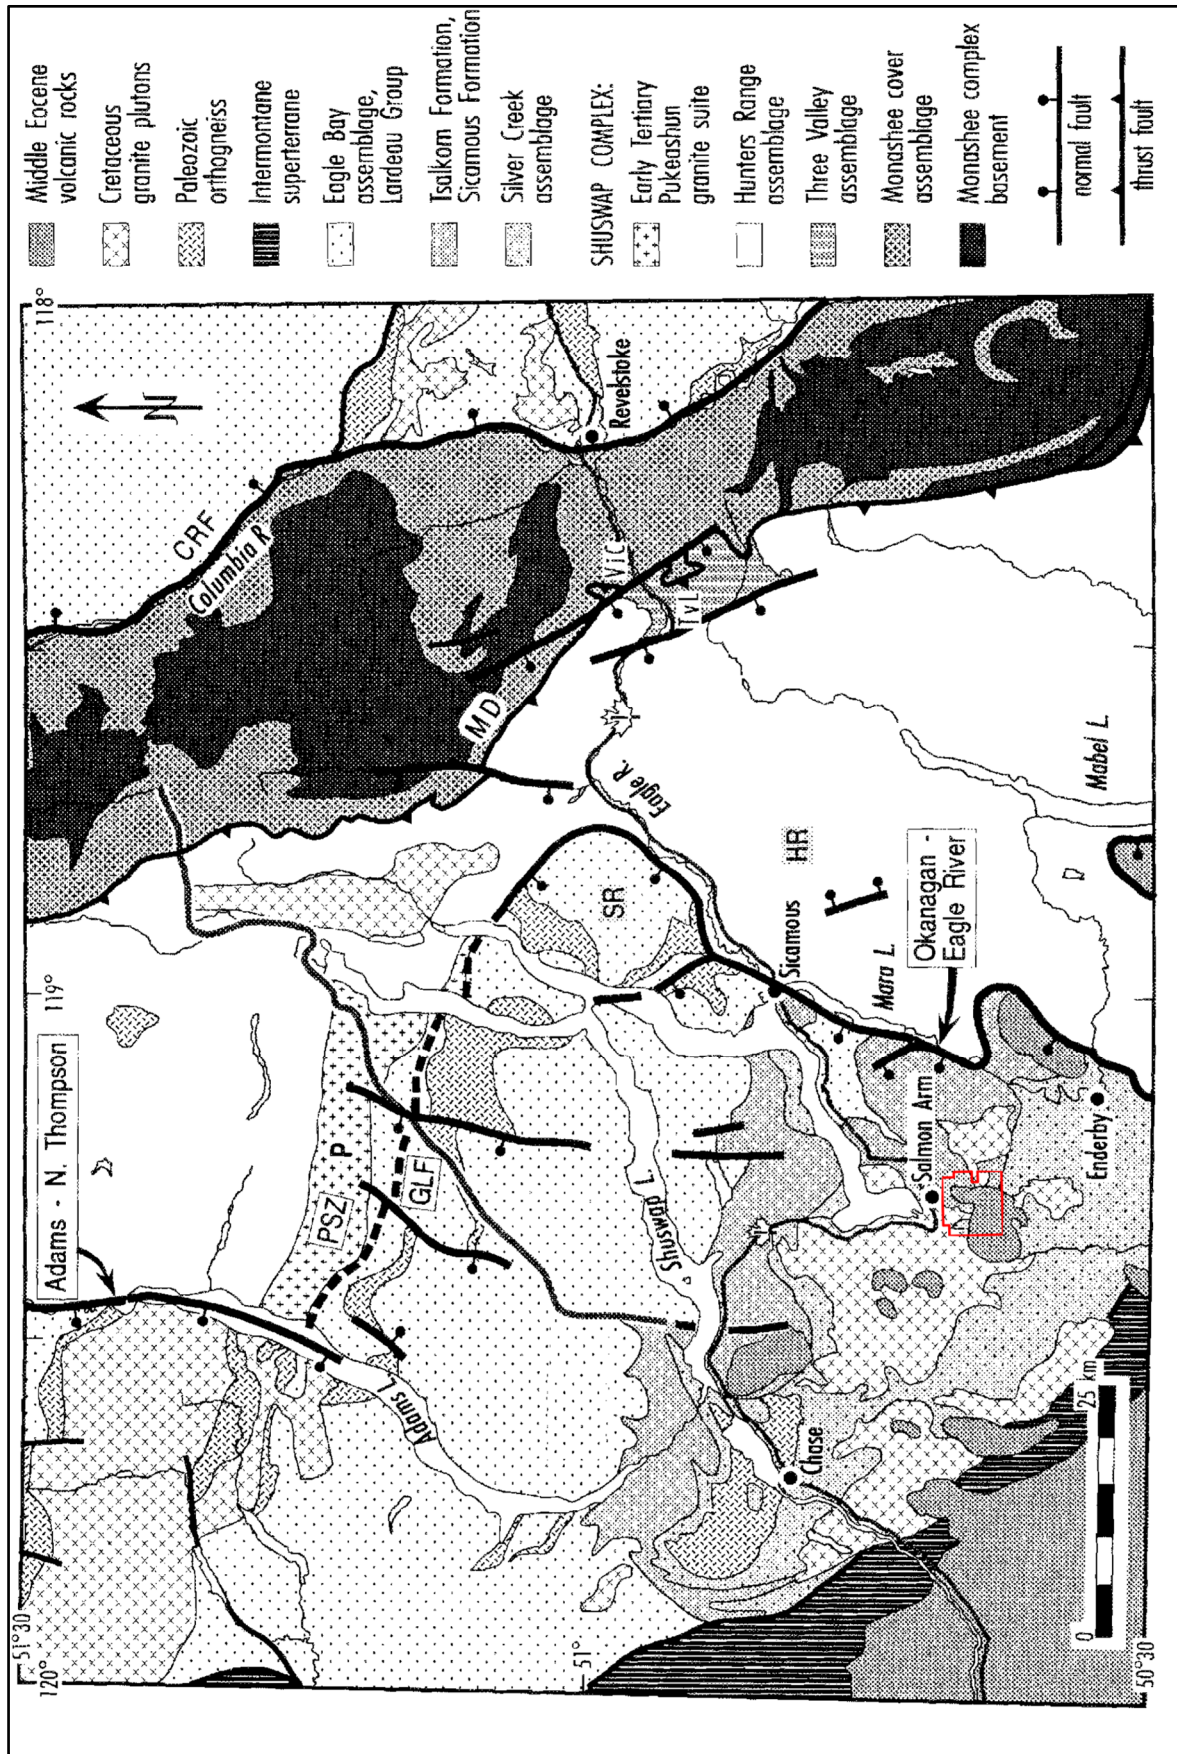 Middle Eocene
volcanic rocks
Cretaceous
granite plutons
Paleozoic
orthogneiss
Intermontane
superterrane
Eagle Bay
assemblage,
Lardeau Group
Tsalkom Formation,
Sicamous Formation
Silver Creek
assemblage
SHUSWAP COMPLEX:
Early Tertiary
Pukeashun
granite suite
Hunters Range
assemblage
Three Valley
assemblage
Monashee cover
assemblage
Monashee complex
basement
normal fault
thrust fault
51°30
120°
119°
118°
51°
50°30
N
Adams - N. Thompson
CRF
Columbia R
MD
Revelstoke
VIC
TVL
PSZ
P
GLF
Adams L
SR
Eagle R.
HR
Shuswap L
Sicamous
Mara L
Okanagan -
Eagle River
Mabel L.
Salmon Arm
Enderby
Chase
0
25 km